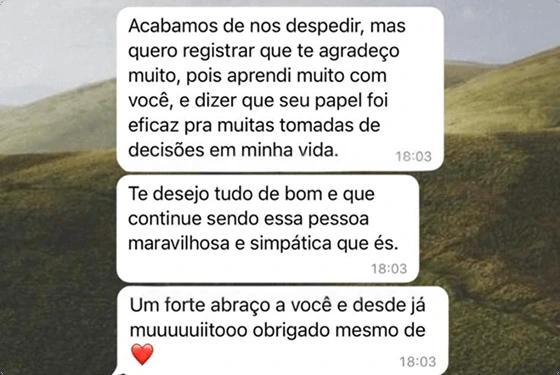 Acabamos de nos despedir, mas
quero registrar que te agradeço
muito, pois aprendi muito com
você, e dizer que seu papel foi
eficaz pra muitas tomadas de
decisões em minha vida.
18:03
Te desejo tudo de bom e que
continue sendo essa pessoa
maravilhosa e simpática que és.
18:03
Um forte abraço a você e desde já
muuuuuiitooo obrigado mesmo de
❤️
18:03